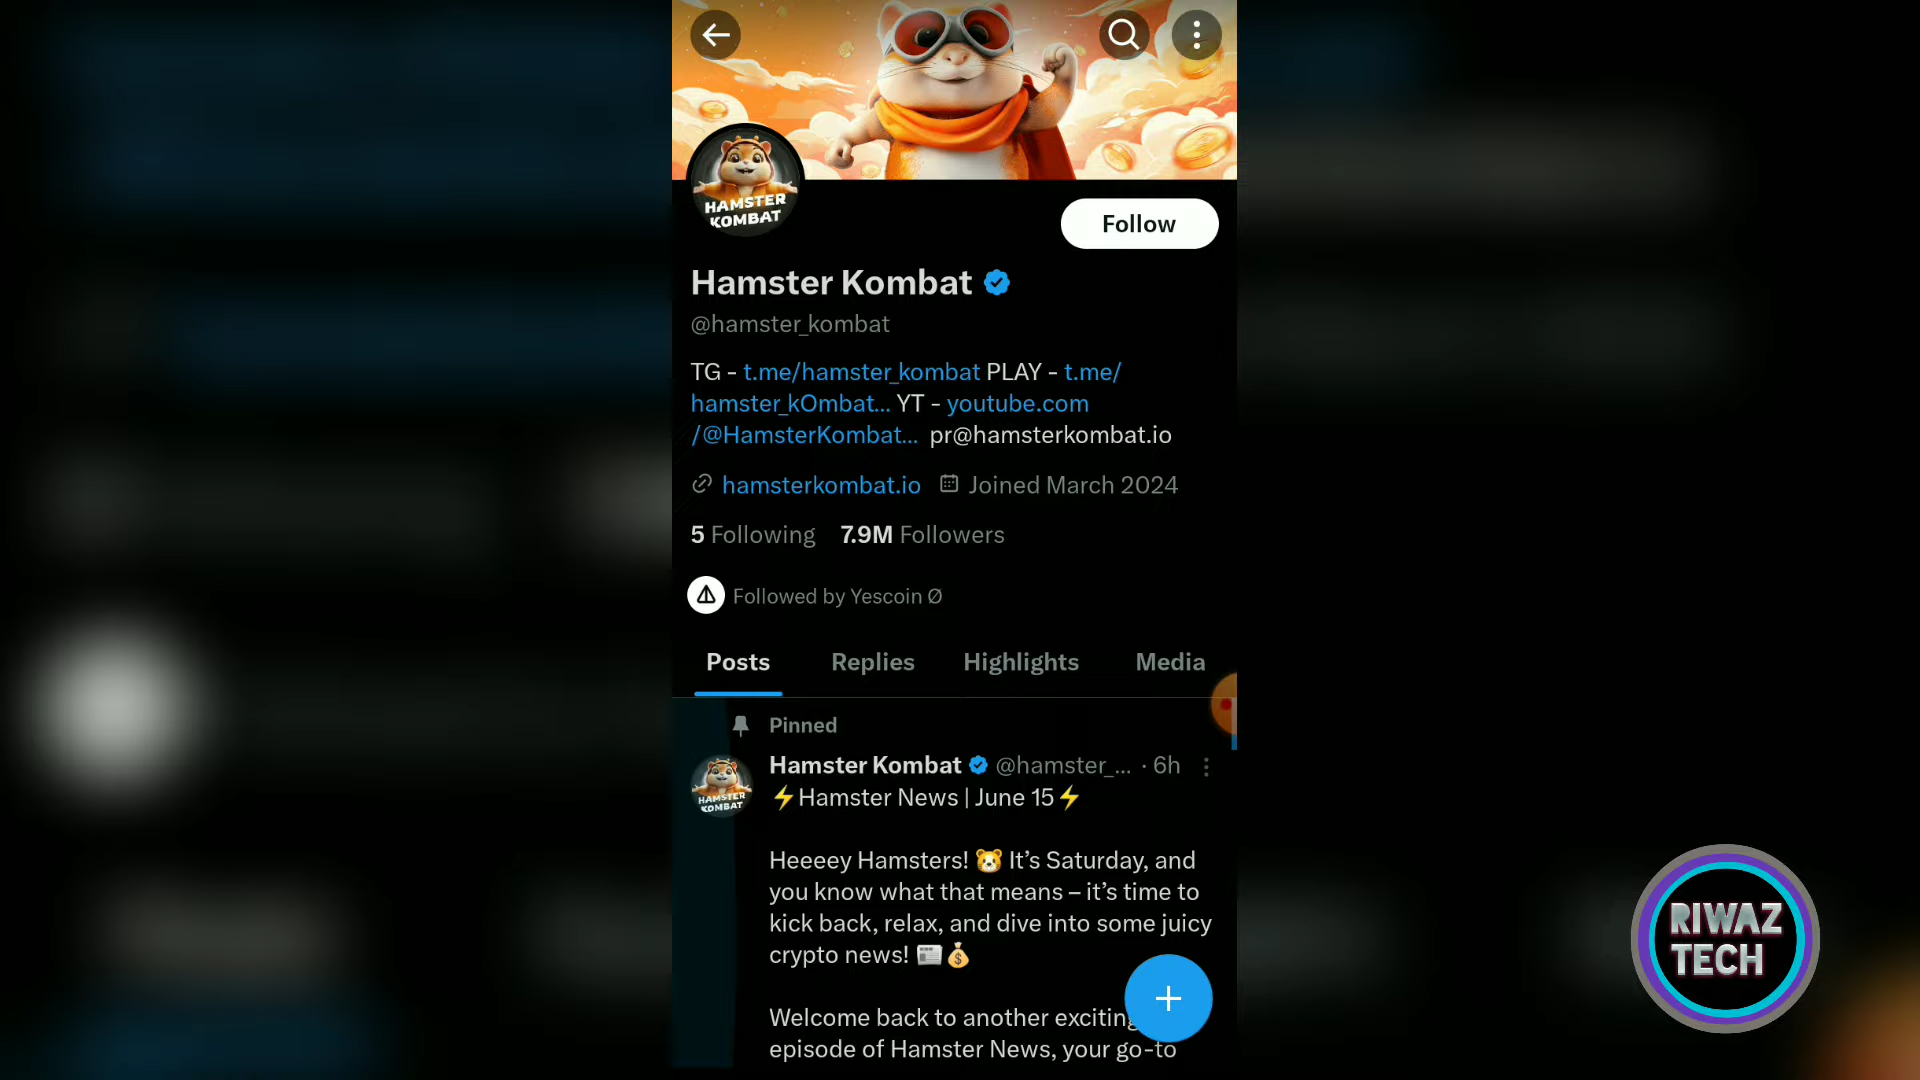 HAMSTER
KOMBAT
Follow
Hamster Kombat
@hamster_kombat
TG - t.me/hamster_kombat PLAY - t.me/
hamster_kOmbat... YT - youtube.com
/@HamsterKombat... pr@hamsterkombat.io
hamsterkombat.io Joined March 2024
5 Following 7.9M Followers
Followed by Yescoin Ø
Posts Replies Highlights Media
Pinned
Hamster Kombat @hamster_... · 6h
HAMSTER
KOMBAT
⚡Hamster News | June 15⚡
Heeeey Hamsters! 🐹 It’s Saturday, and
you know what that means – it’s time to
kick back, relax, and dive into some juicy
crypto news! 📰💰
Welcome back to another exciting
episode of Hamster News, your go-to
RIWAZ
TECH